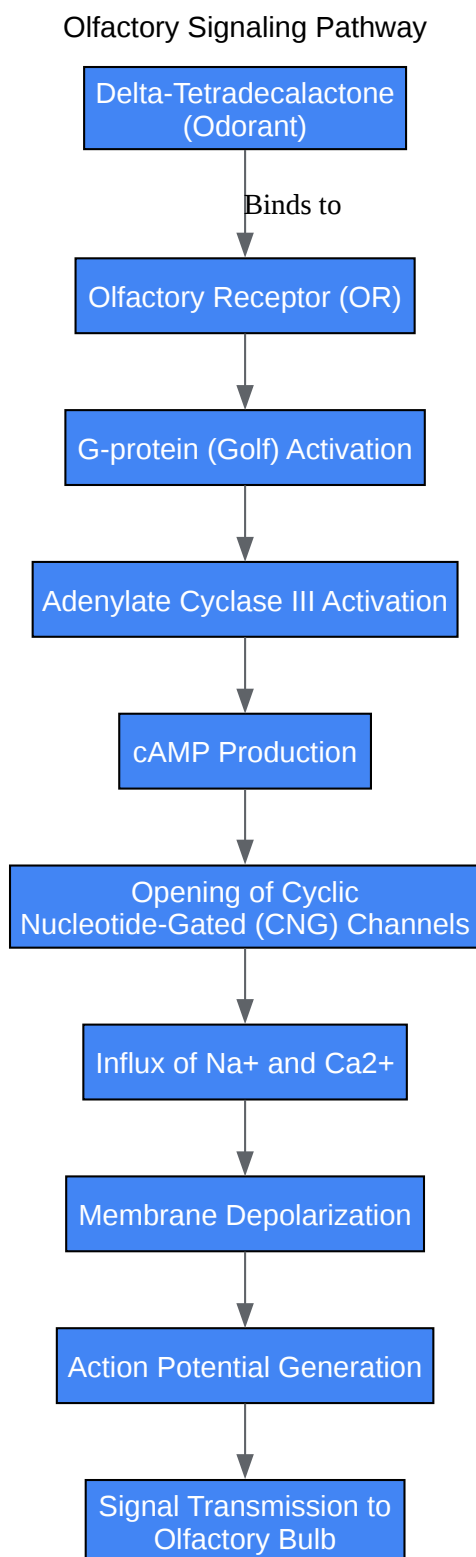 Olfactory Signaling Pathway
Delta-Tetradecalactone
(Odorant)
Binds to
Olfactory Receptor (OR)
G-protein (Golf) Activation
Adenylate Cyclase III Activation
cAMP Production
Opening of Cyclic
Nucleotide-Gated (CNG) Channels
Influx of Na+ and Ca2+
Membrane Depolarization
Action Potential Generation
Signal Transmission to
Olfactory Bulb